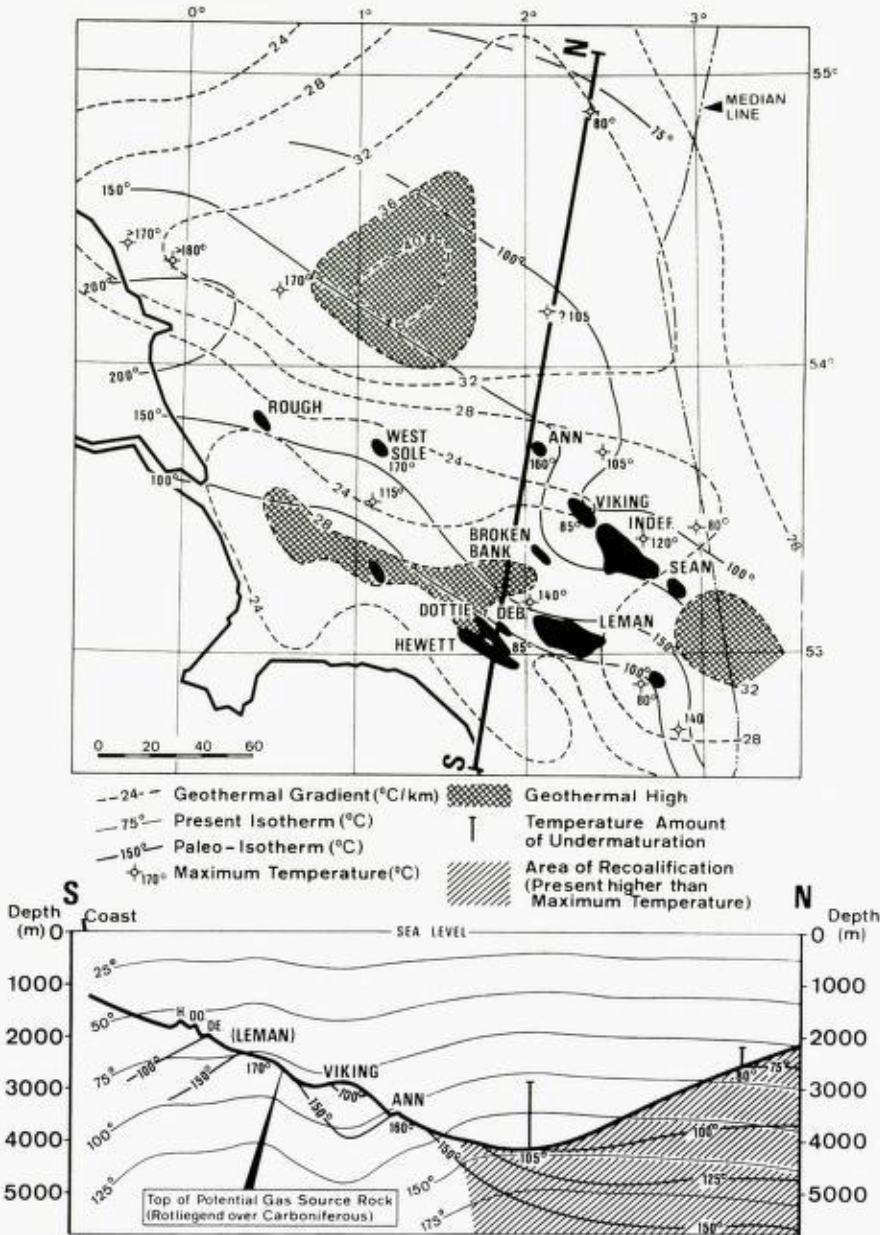 0° 1° 2° 3°
24
28
N
55°
MEDIAN
LINE
80°
75°
32
150°
36
>170°
>180°
40
100°
170°
200°
?105
200°
32
54°
28
150°
ROUGH
WEST
SOLE
170°
ANN
160°
105°
24
100°
24
115°
VIKING
85°
INDEF.
120°
80°
28
28
BROKEN
BANK
100°
SEAN
24
140°
DOTTIE
DEB
LEMAN
150°
HEWETT
85°
53
100°
80°
32
140
28
S
0 20 40 60
24 Geothermal Gradient (°C/km)
75° Present Isotherm (°C)
150° Paleo-Isotherm (°C)
170° Maximum Temperature (°C)
Geothermal High
Temperature Amount
of Undermaturation
Area of Recoalification
(Present higher than
Maximum Temperature)
S N
Depth
(m)
Coast
SEA LEVEL
Depth
(m)
0 0
25°
1000 1000
50°
H DO DE
2000 2000
(LEMAN)
75°
100°
150°
170°
VIKING
80°
75°
3000 3000
100°
ANN
100°
150°
160°
100°
4000 4000
105°
125°
150°
150°
125°
5000 5000
175°
150°
Top of Potential Gas Source Rock
(Rotliegend over Carboniferous)